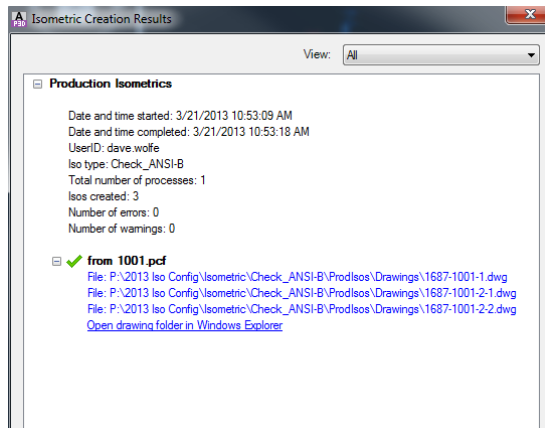 A
P3D
Isometric Creation Results
View: All
Production Isometrics
Date and time started: 3/21/2013 10:53:09 AM
Date and time completed: 3/21/2013 10:53:18 AM
UserID: dave.wolfe
Iso type: Check_ANSI-B
Total number of processes: 1
Isos created: 3
Number of errors: 0
Number of warnings: 0
from 1001.pcf
File: P:\2013 Iso Config\Isometric\Check_ANSI-B\ProdIsos\Drawings\1687-1001-1.dwg
File: P:\2013 Iso Config\Isometric\Check_ANSI-B\ProdIsos\Drawings\1687-1001-2-1.dwg
File: P:\2013 Iso Config\Isometric\Check_ANSI-B\ProdIsos\Drawings\1687-1001-2-2.dwg
Open drawing folder in Windows Explorer